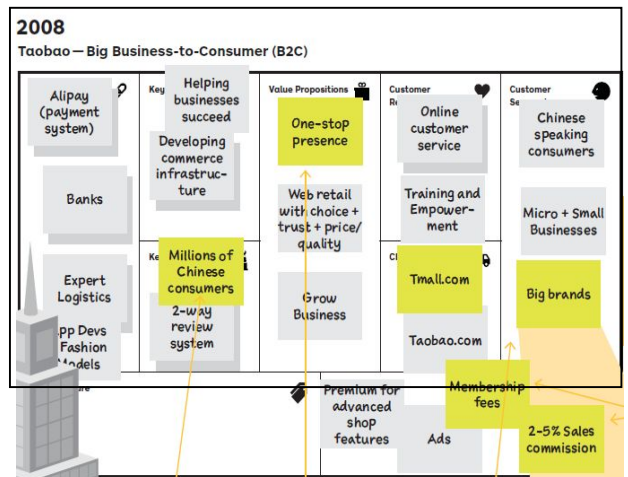 2008
Taobao — Big Business-to-Consumer (B2C)
Alipay
(payment
system)
Banks
Expert
Logistics
App Devs
Fashion
Models
Key
Helping
businesses
succeed
Developing
commerce
infrastruc-
ture
Ke
Millions of
Chinese
consumers
2-way
review
system
Value Propositions
One-stop
presence
Web retail
with choice +
trust + price/
quality
Grow
Business
Customer
R
Online
customer
service
Training and
Empower-
ment
C
Tmall.com
Taobao.com
Customer
Se
Chinese
speaking
consumers
Micro + Small
Businesses
Big brands
Premium for
advanced
shop
features
Membership
fees
Ads
2-5% Sales
commission